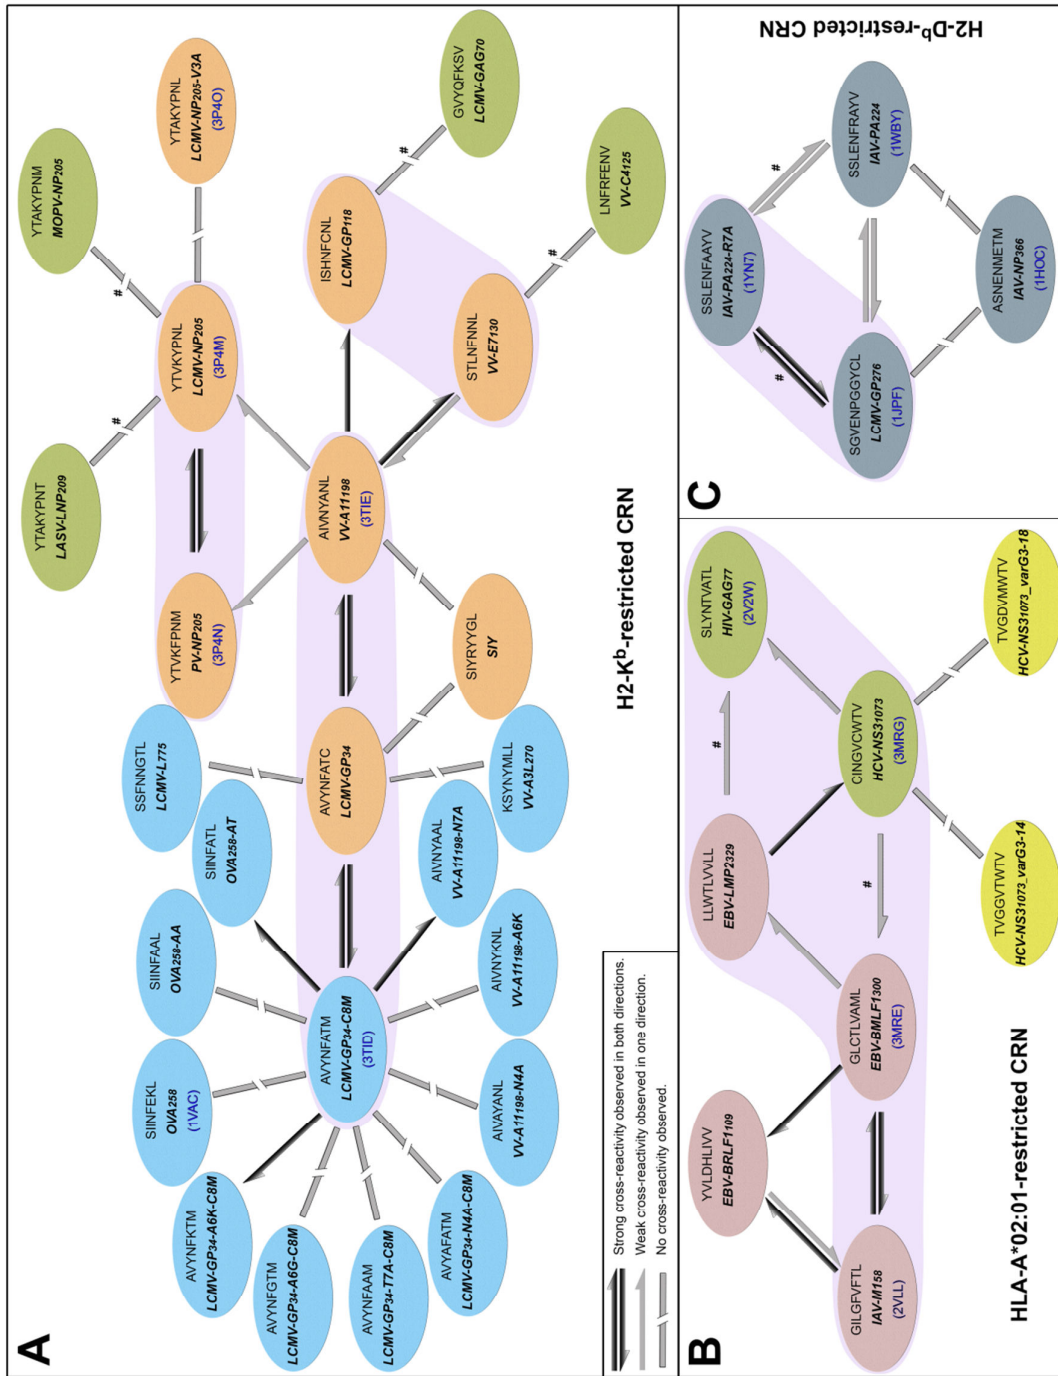 A
YTAKYPNT
LASV-LNP209
YTAKYPNM
MOPV-NP205
YTVKFPNM
PV-NP205
(3P4N)
YTVKYPNL
LCMV-NP205
(3P4M)
YTAKYPNL
LCMV-NP205-V3A
(3P4O)
#
#
SIINFEKL
OVA258
(1VAC)
SIINFAAL
OVA258-AA
SIINFATL
OVA258-AT
SSFNNGTL
LCMV-L775
AVYNFKTM
LCMV-GP34-A6K-C8M
AVYNFGTM
LCMV-GP34-A6G-C8M
AVYNFAAM
LCMV-GP34-T7A-C8M
AVYAFATM
LCMV-GP34-N4A-C8M
AVYNFATM
LCMV-GP34-C8M
(3TID)
AVYNFATC
LCMV-GP34
AIVNYANL
VV-A11198
(3TIE)
ISHNFCNL
LCMV-GP118
#
GVYQFKSV
LCMV-GAG70
STLNFNNL
VV-E7130
#
LNFRFENV
VV-C4125
AIVAYANL
VV-A11198-N4A
AIVNYKNL
VV-A11198-A6K
AIVNYAAL
VV-A11198-N7A
KSYNYMLL
VV-A3L270
SIYRYYGL
SIY
H2-Kb-restricted CRN
Strong cross-reactivity observed in both directions.
Weak cross-reactivity observed in one direction.
No cross-reactivity observed.
B
YVLDHLIVV
EBV-BRLF1109
LLWTLVVLL
EBV-LMP2329
#
SLYNTVATL
HIV-GAG77
(2V2W)
GILGFVFTL
IAV-M158
(2VLL)
GLCTLVAML
EBV-BMLF1300
(3MRE)
#
CINGVCWTV
HCV-NS31073
(3MRG)
TVGGVTWTV
HCV-NS31073_varG3-14
TVGDVMWTV
HCV-NS31073_varG3-18
HLA-A*02:01-restricted CRN
C
SSLENFAAYV
IAV-PA224-R7A
(1YN7)
#
#
SGVENPGGYCL
LCMV-GP276
(1JPF)
SSLENFRAYV
IAV-PA224
(1WBY)
ASNENMETM
IAV-NP366
(1HOC)
H2-Db-restricted CRN